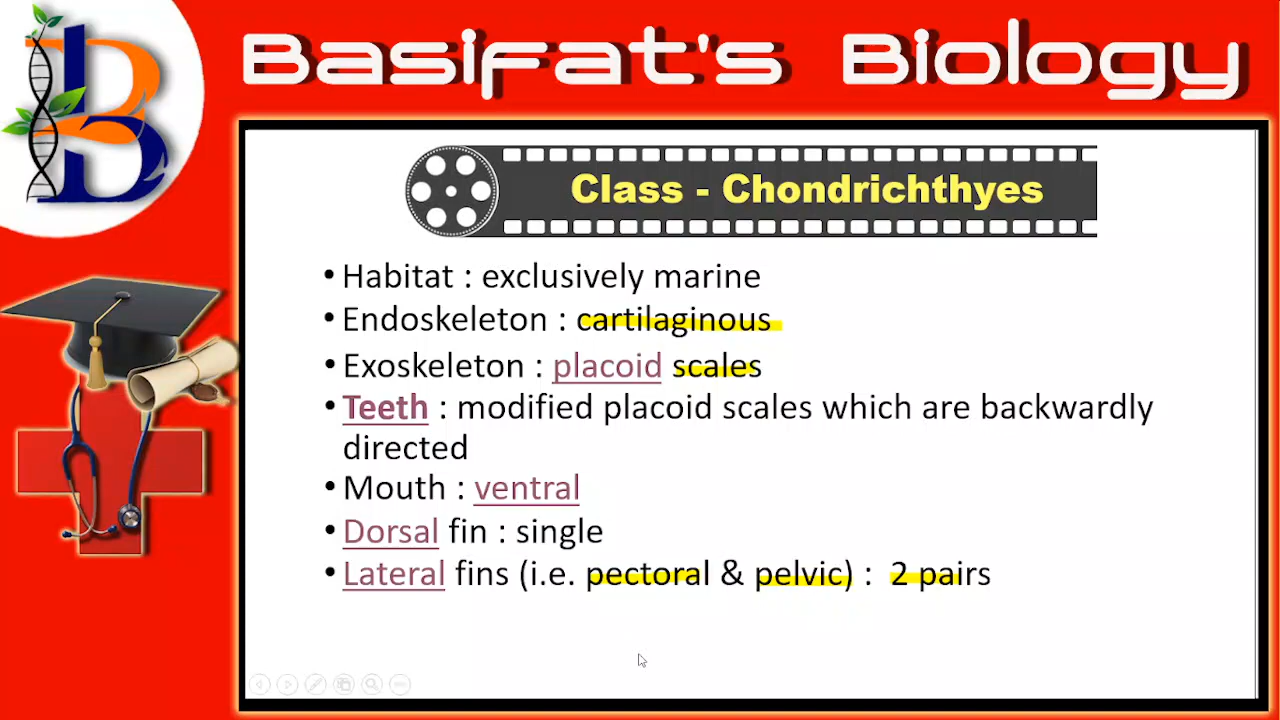 Basifat's Biology
B
Class - Chondrichthyes
• Habitat : exclusively marine
• Endoskeleton : cartilaginous
• Exoskeleton : placoid scales
• Teeth : modified placoid scales which are backwardly
directed
• Mouth : ventral
• Dorsal fin : single
• Lateral fins (i.e. pectoral & pelvic) : 2 pairs